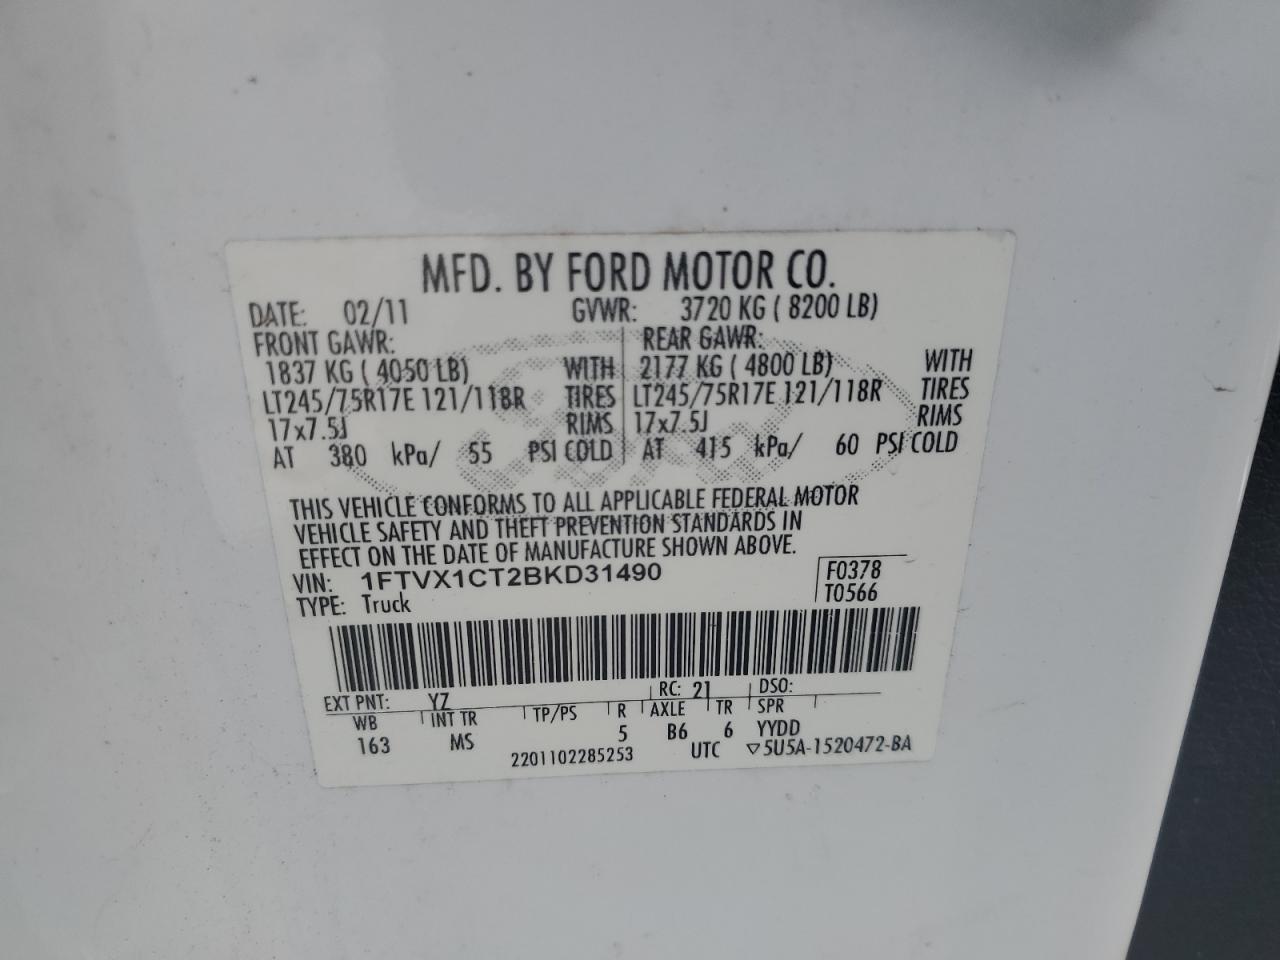 MFD. BY FORD MOTOR CO.
DATE: 02/11 GVWR: 3720 KG ( 8200 LB)
FRONT GAWR: REAR GAWR:
1837 KG ( 4050 LB) WITH 2177 KG ( 4800 LB) WITH
LT245/75R17E 121/118R TIRES LT245/75R17E 121/118R TIRES
17x7.5J RIMS 17x7.5J RIMS
AT 380 kPa/ 55 PSI COLD AT 415 kPa/ 60 PSI COLD
THIS VEHICLE CONFORMS TO ALL APPLICABLE FEDERAL MOTOR
VEHICLE SAFETY AND THEFT PREVENTION STANDARDS IN
EFFECT ON THE DATE OF MANUFACTURE SHOWN ABOVE.
VIN: 1FTVX1CT2BKD31490 F0378
TYPE: Truck T0566
EXT PNT: YZ RC: 21 DSO:
WB INT TR TP/PS R AXLE TR SPR
163 MS 5 B6 6 YYDD
2201102285253 UTC ▽5U5A-1520472-BA
Ford